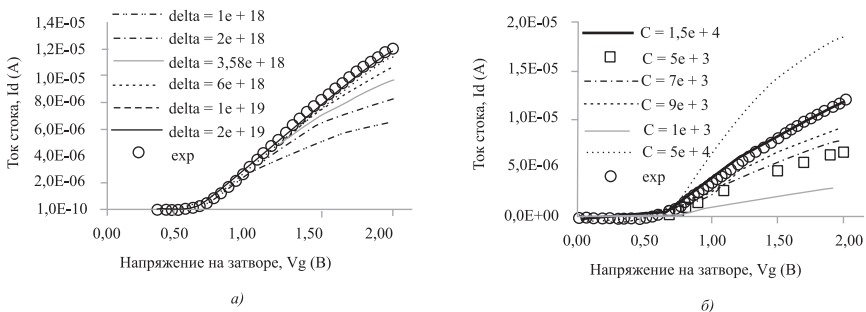 Ток стока, Id (A)
1,4E-05
1,2E-05
1,0E-05
8,0E-06
6,0E-06
4,0E-06
2,0E-06
1,0E-10
delta = 1e + 18
delta = 2e + 18
delta = 3,58e + 18
delta = 6e + 18
delta = 1e + 19
delta = 2e + 19
exp
0,00
0,50
1,00
1,50
2,00
Напряжение на затворе, Vg (В)
а)
Ток стока, Id (A)
2,0E-05
1,5E-05
1,0E-05
5,0E-06
0,0E+00
C = 1,5e + 4
C = 5e + 3
C = 7e + 3
C = 9e + 3
C = 1e + 3
C = 5e + 4
exp
0,00
0,50
1,00
1,50
2,00
Напряжение на затворе, Vg (В)
б)